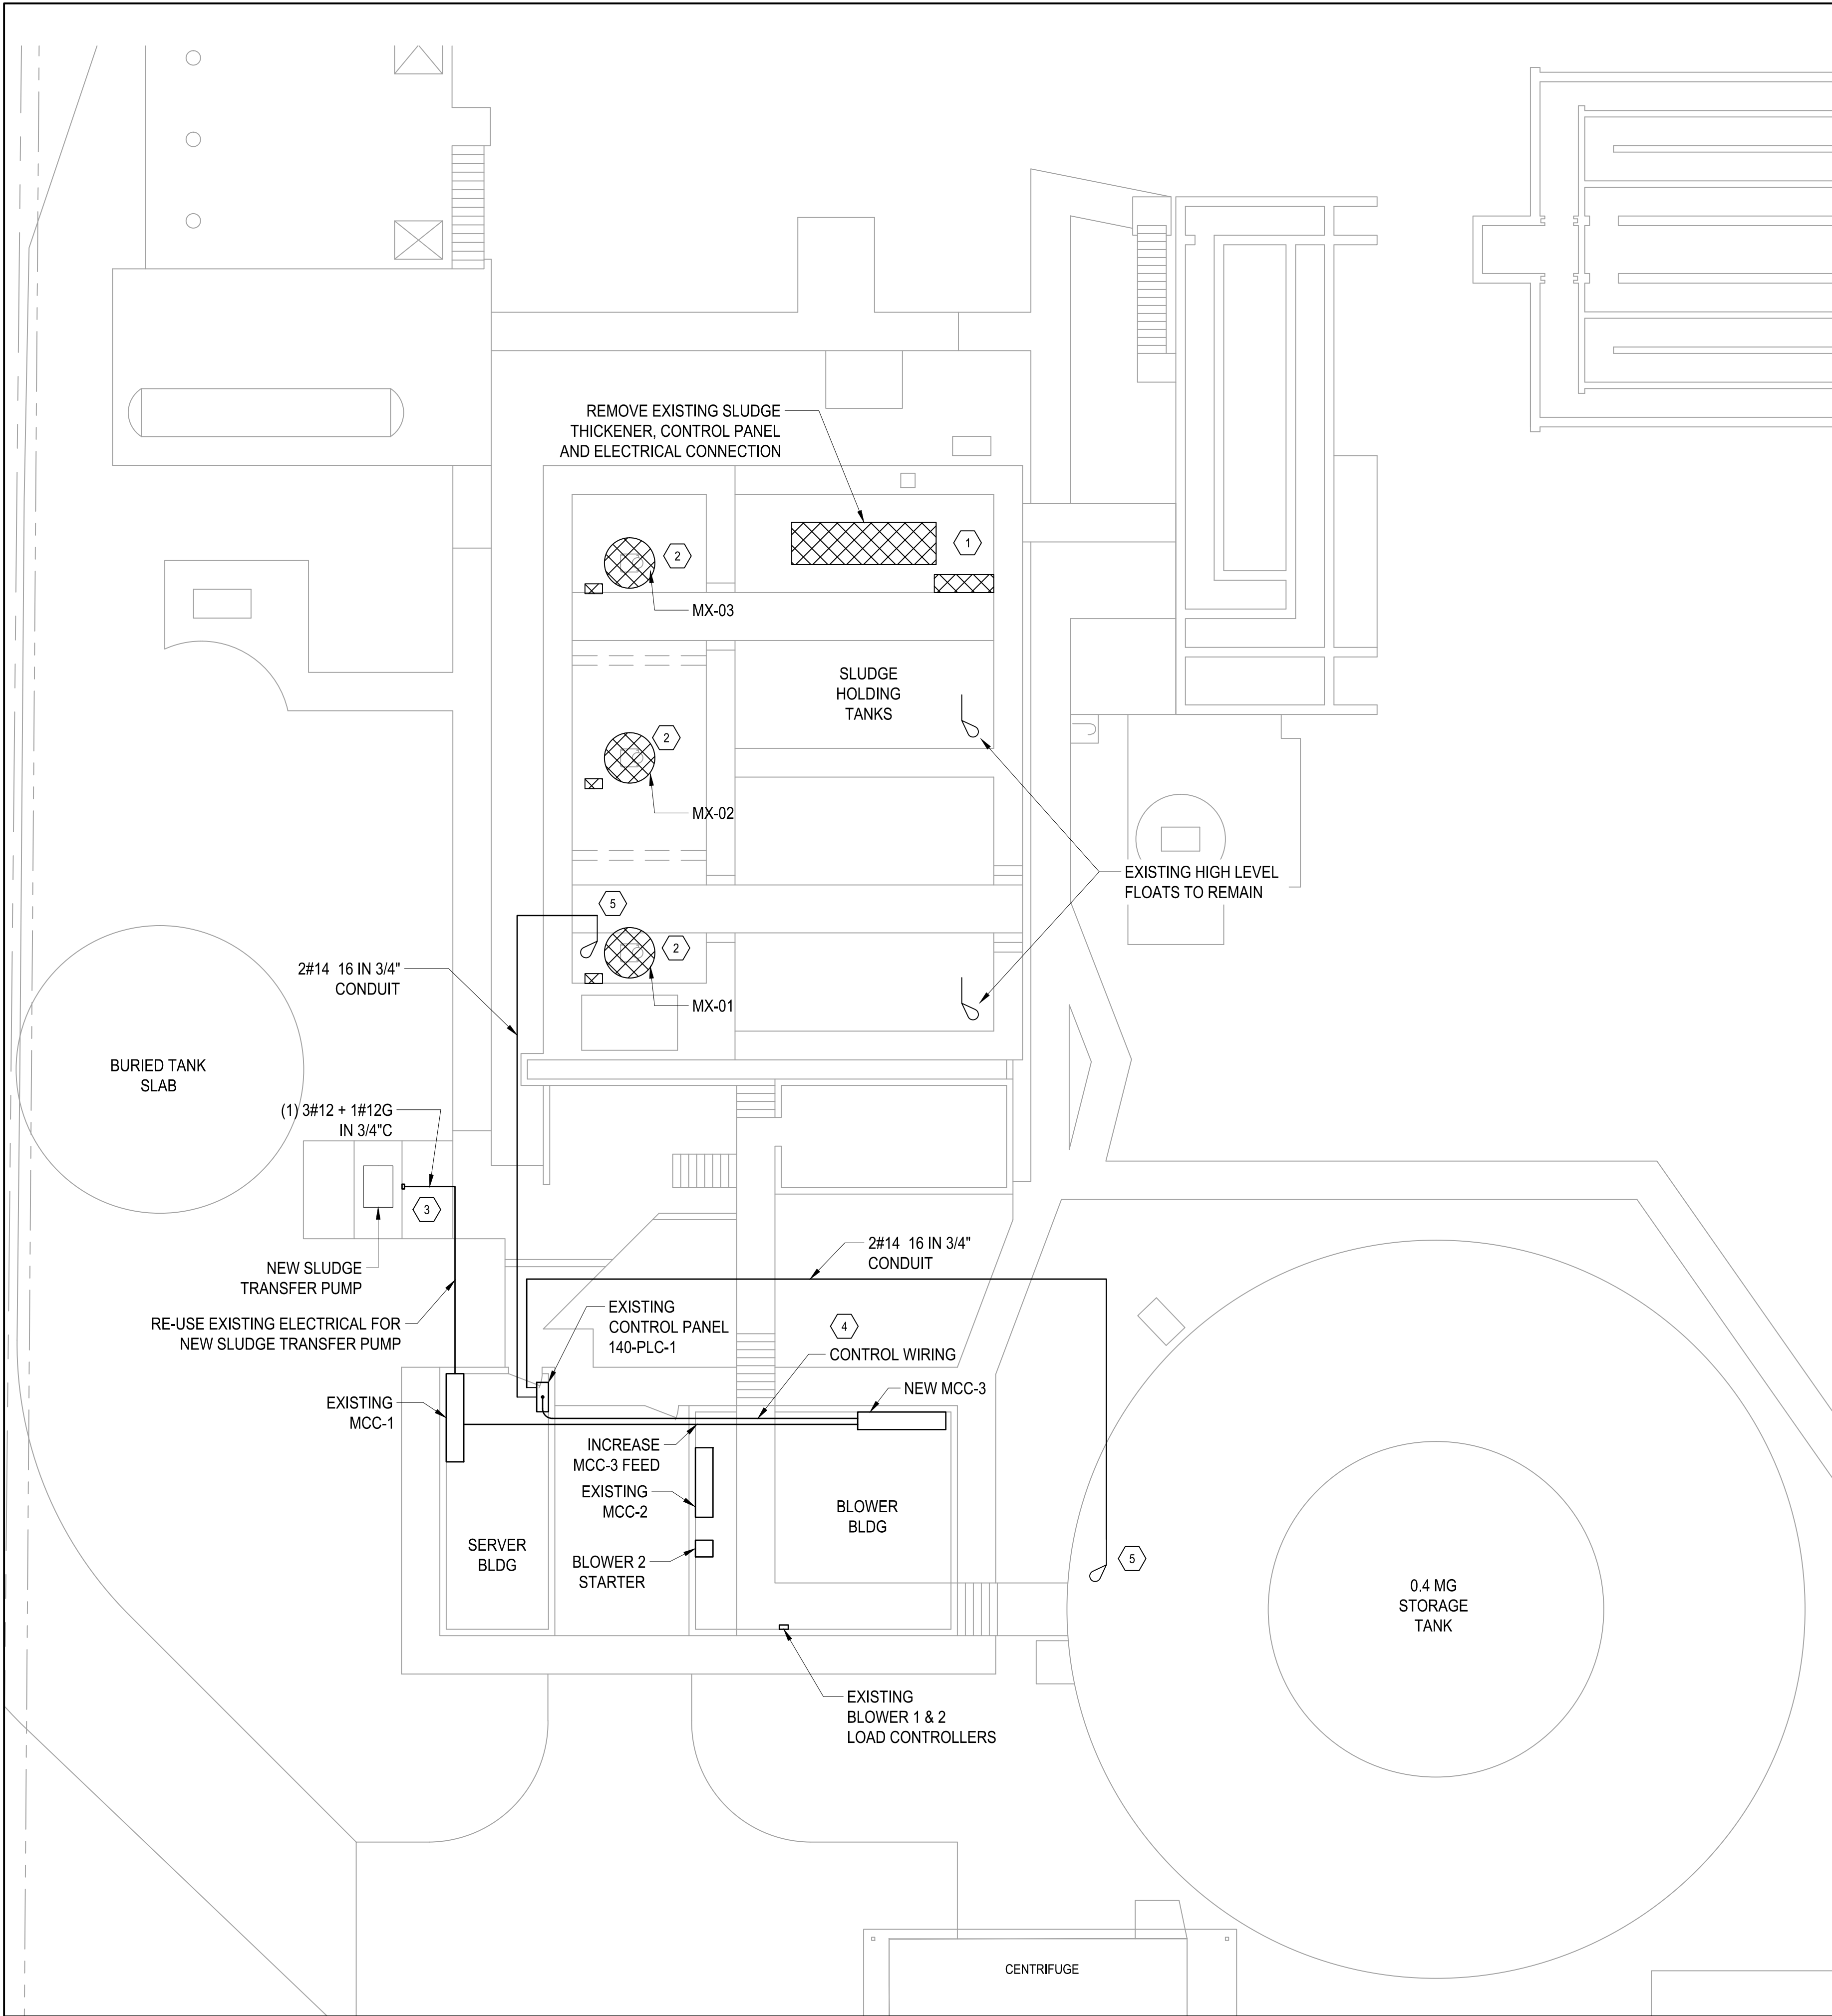 REMOVE EXISTING SLUDGE
THICKENER, CONTROL PANEL
AND ELECTRICAL CONNECTION
1
2
MX-03
SLUDGE
HOLDING
TANKS
2
MX-02
EXISTING HIGH LEVEL
FLOATS TO REMAIN
5
2
2#14 16 IN 3/4"
CONDUIT
MX-01
BURIED TANK
SLAB
(1) 3#12 + 1#12G
IN 3/4"C
3
NEW SLUDGE
TRANSFER PUMP
2#14 16 IN 3/4"
CONDUIT
RE-USE EXISTING ELECTRICAL FOR
NEW SLUDGE TRANSFER PUMP
EXISTING
CONTROL PANEL
140-PLC-1
4
CONTROL WIRING
EXISTING
MCC-1
NEW MCC-3
INCREASE
MCC-3 FEED
EXISTING
MCC-2
BLOWER
BLDG
SERVER
BLDG
BLOWER 2
STARTER
5
0.4 MG
STORAGE
TANK
EXISTING
BLOWER 1 & 2
LOAD CONTROLLERS
CENTRIFUGE